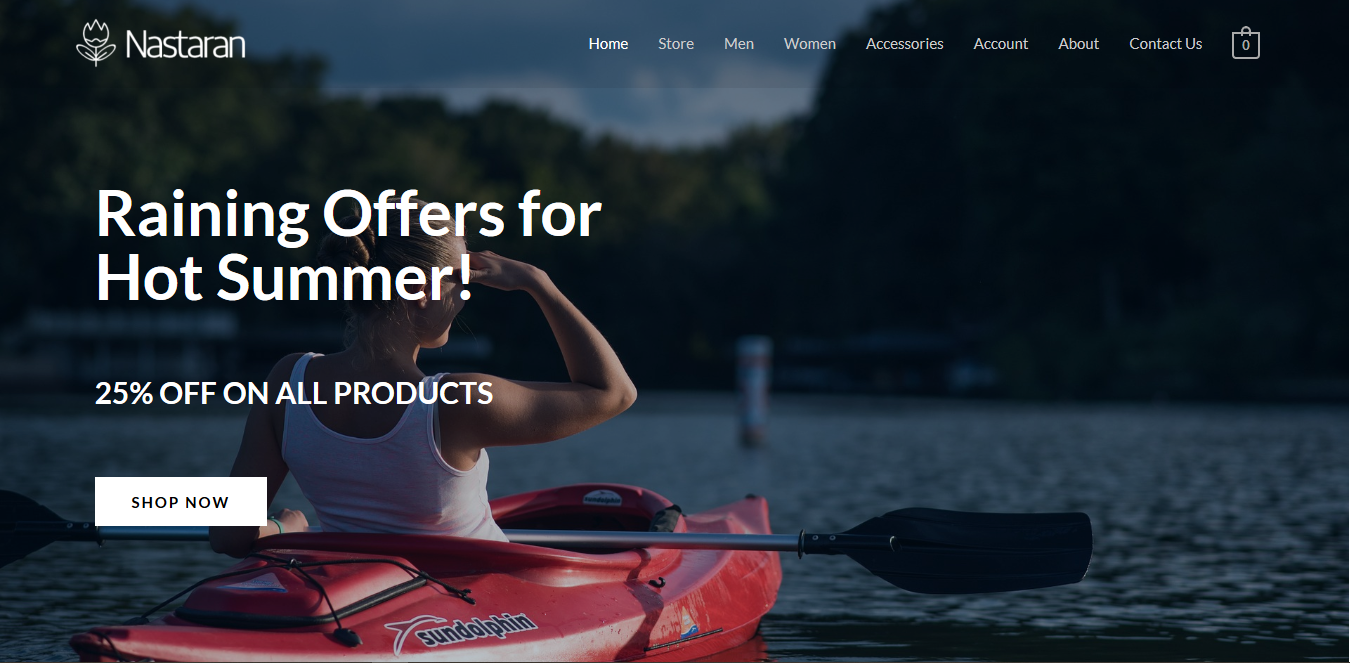 Nastaran
Home Store Men Women Accessories Account About Contact Us 0
Raining Offers for
Hot Summer!
25% OFF ON ALL PRODUCTS
SHOP NOW
sundolphin
sundolphin